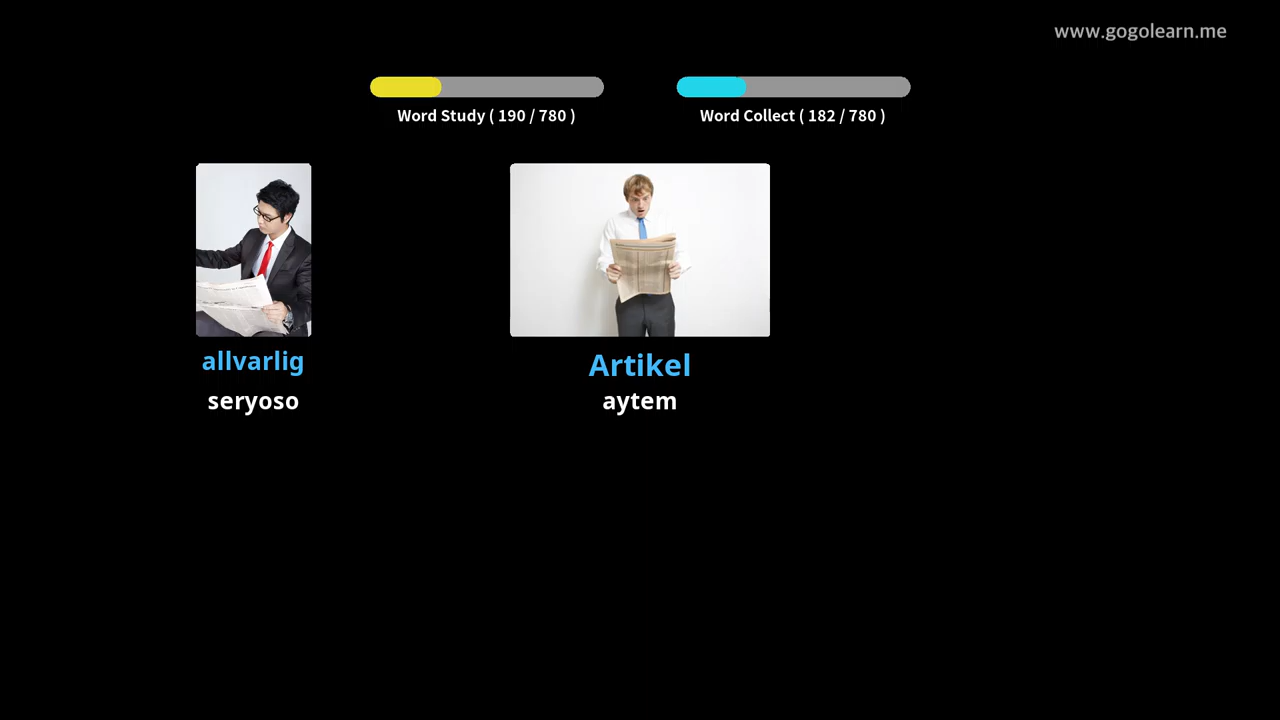 www.gogolearn.me
Word Study ( 190 / 780 )
Word Collect ( 182 / 780 )
allvarlig
seryoso
Artikel
aytem